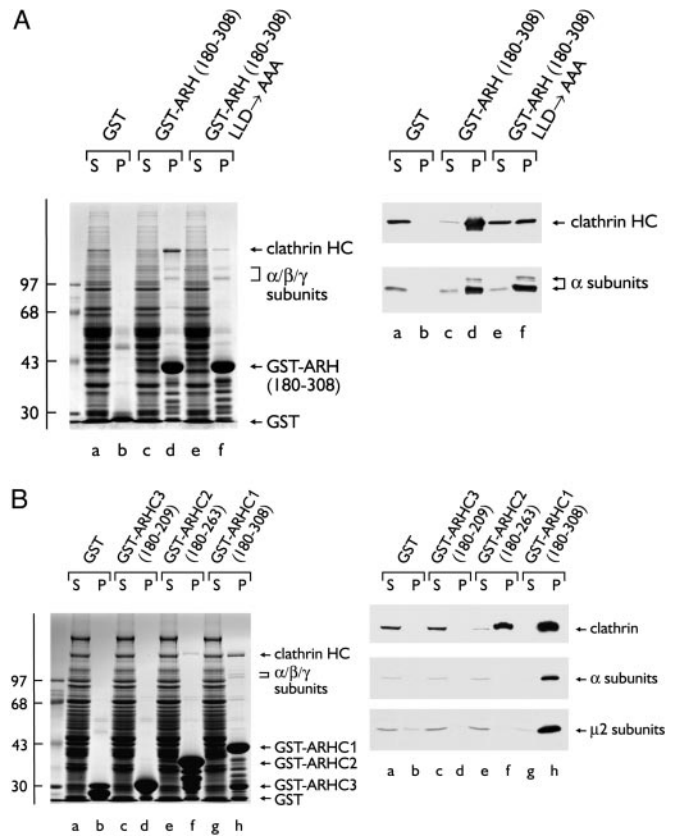 A
GST
GST-ARH (180-308)
GST-ARH (180-308)
LLD→ AAA
S P S P S P
97
68
43
30
clathrin HC
α/β/γ
subunits
GST-ARH
(180-308)
GST
a b c d e f
GST
GST-ARH (180-308)
GST-ARH (180-308)
LLD→ AAA
S P S P S P
clathrin HC
α subunits
a b c d e f
B
GST
GST-ARHC3
(180-209)
GST-ARHC2
(180-263)
GST-ARHC1
(180-308)
S P S P S P S P
97
68
43
30
clathrin HC
α/β/γ
subunits
GST-ARHC1
GST-ARHC2
GST-ARHC3
GST
a b c d e f g h
GST
GST-ARHC3
(180-209)
GST-ARHC2
(180-263)
GST-ARHC1
(180-308)
S P S P S P S P
clathrin
α subunits
μ2 subunits
a b c d e f g h